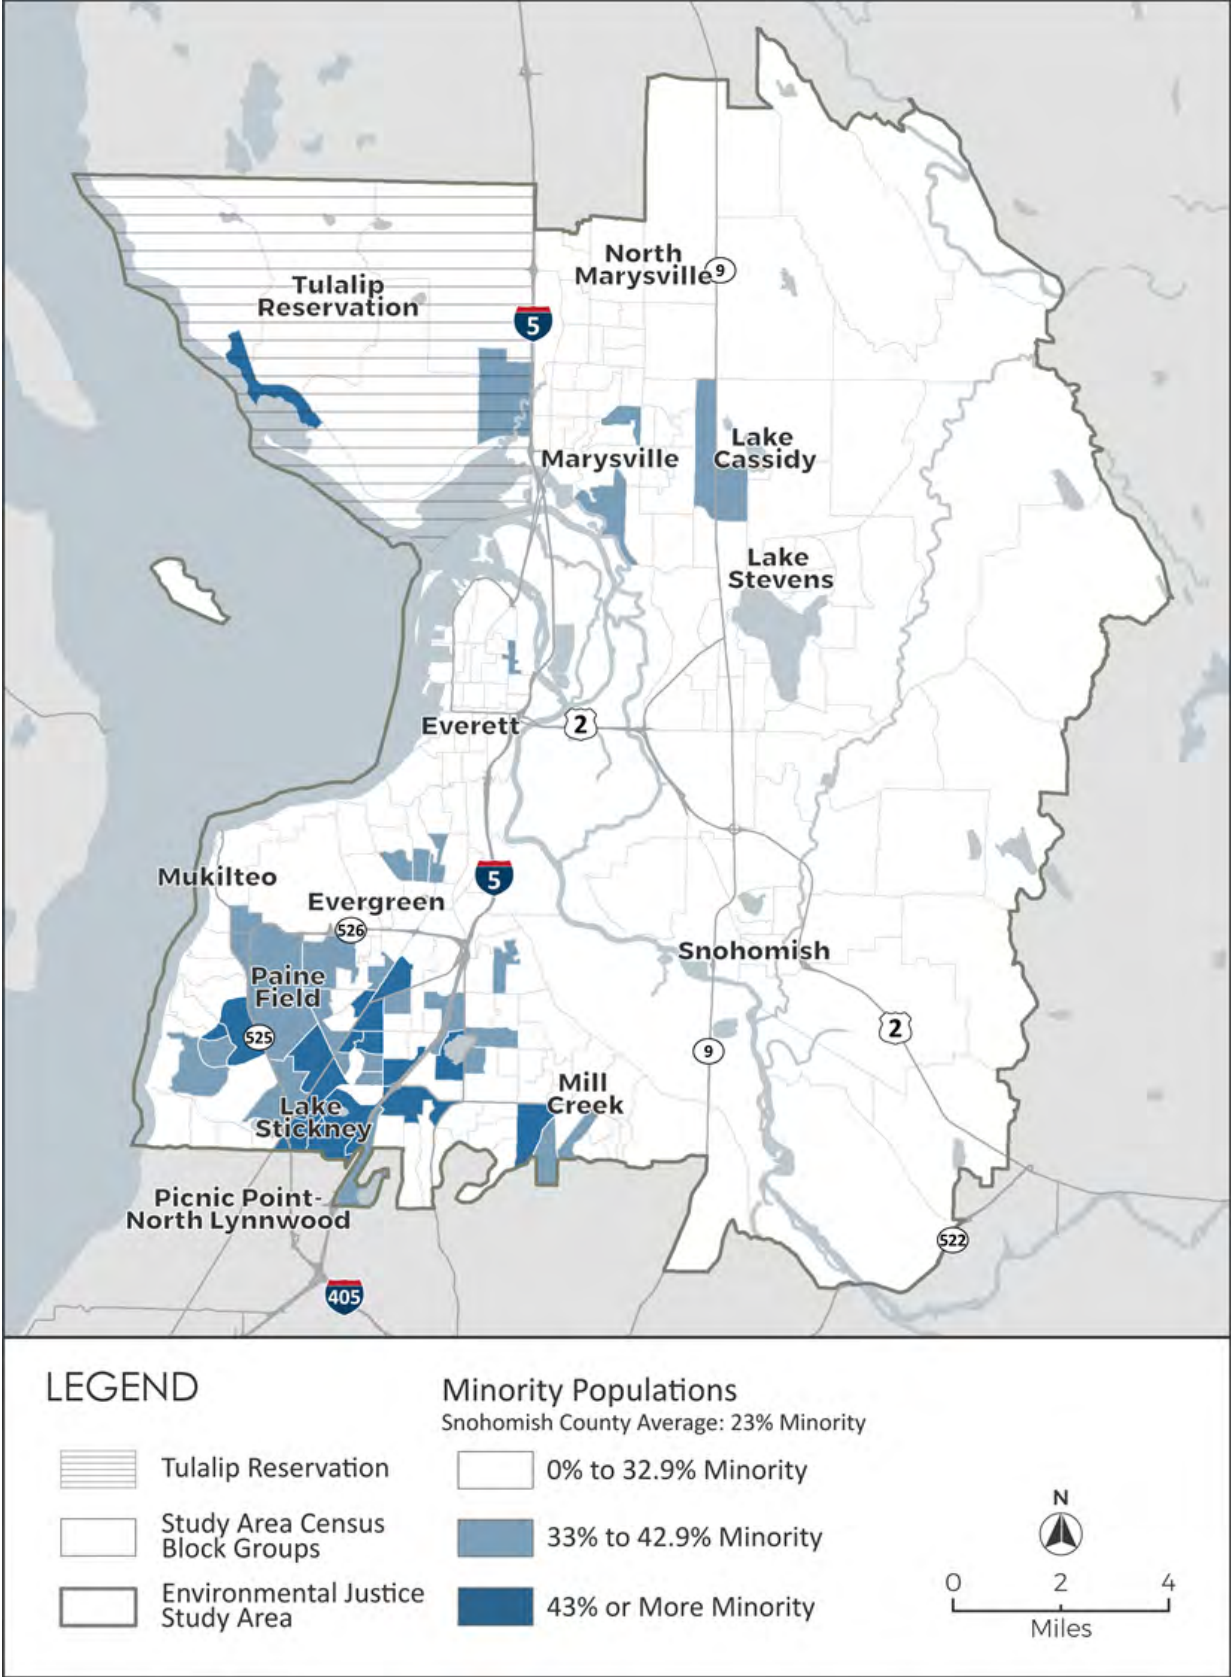 North
Marysville
9
Tulalip
Reservation
5
Lake
Cassidy
Marysville
Lake
Stevens
Everett
2
Mukilteo
5
Evergreen
526
Snohomish
Paine
Field
2
525
9
Mill
Creek
Lake
Stickney
Picnic Point-
North Lynnwood
522
405
LEGEND
Tulalip Reservation
Study Area Census
Block Groups
Environmental Justice
Study Area
Minority Populations
Snohomish County Average: 23% Minority
0% to 32.9% Minority
33% to 42.9% Minority
43% or More Minority
N
0 2 4
Miles